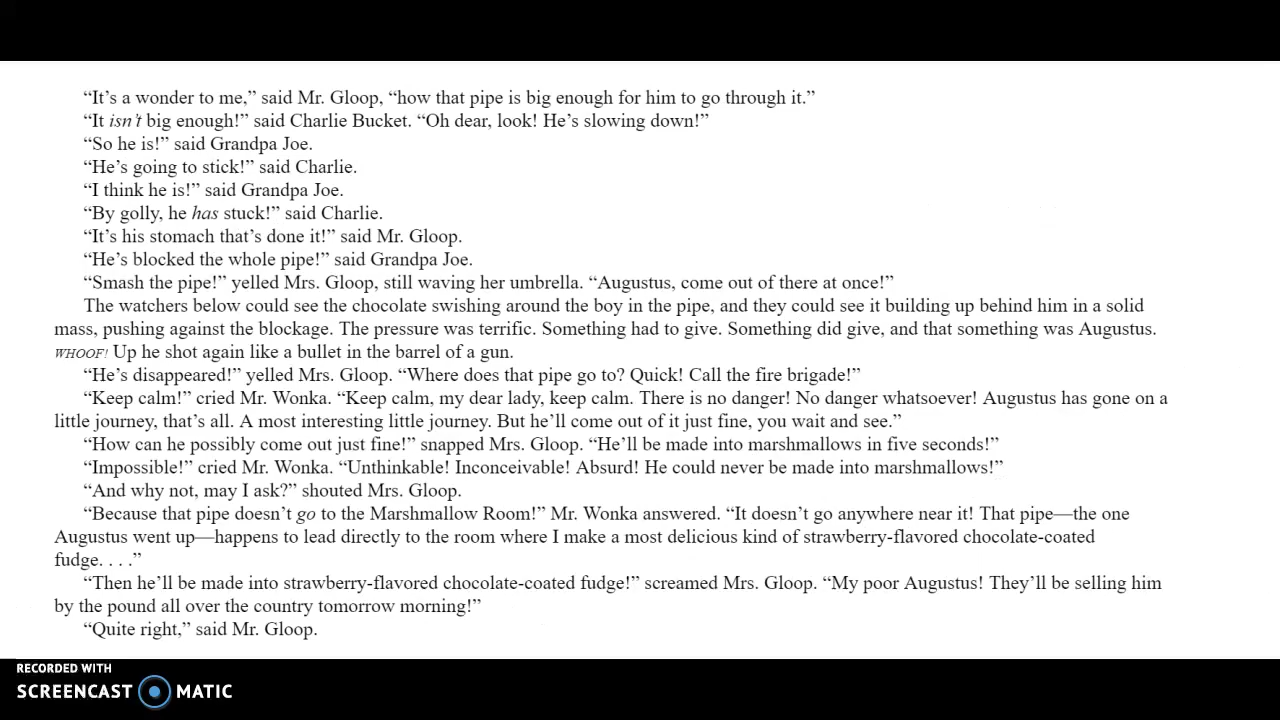 “It’s a wonder to me,” said Mr. Gloop, “how that pipe is big enough for him to go through it.”
“It isn’t big enough!” said Charlie Bucket. “Oh dear, look! He’s slowing down!”
“So he is!” said Grandpa Joe.
“He’s going to stick!” said Charlie.
“I think he is!” said Grandpa Joe.
“By golly, he has stuck!” said Charlie.
“It’s his stomach that’s done it!” said Mr. Gloop.
“He’s blocked the whole pipe!” said Grandpa Joe.
“Smash the pipe!” yelled Mrs. Gloop, still waving her umbrella. “Augustus, come out of there at once!”
The watchers below could see the chocolate swishing around the boy in the pipe, and they could see it building up behind him in a solid
mass, pushing against the blockage. The pressure was terrific. Something had to give. Something did give, and that something was Augustus.
WHOOF! Up he shot again like a bullet in the barrel of a gun.
“He’s disappeared!” yelled Mrs. Gloop. “Where does that pipe go to? Quick! Call the fire brigade!”
“Keep calm!” cried Mr. Wonka. “Keep calm, my dear lady, keep calm. There is no danger! No danger whatsoever! Augustus has gone on a
little journey, that’s all. A most interesting little journey. But he’ll come out of it just fine, you wait and see.”
“How can he possibly come out just fine!” snapped Mrs. Gloop. “He’ll be made into marshmallows in five seconds!”
“Impossible!” cried Mr. Wonka. “Unthinkable! Inconceivable! Absurd! He could never be made into marshmallows!”
“And why not, may I ask?” shouted Mrs. Gloop.
“Because that pipe doesn’t go to the Marshmallow Room!” Mr. Wonka answered. “It doesn’t go anywhere near it! That pipe—the one
Augustus went up—happens to lead directly to the room where I make a most delicious kind of strawberry-flavored chocolate-coated
fudge. . . .”
“Then he’ll be made into strawberry-flavored chocolate-coated fudge!” screamed Mrs. Gloop. “My poor Augustus! They’ll be selling him
by the pound all over the country tomorrow morning!”
“Quite right,” said Mr. Gloop.
RECORDED WITH
SCREENCAST MATIC